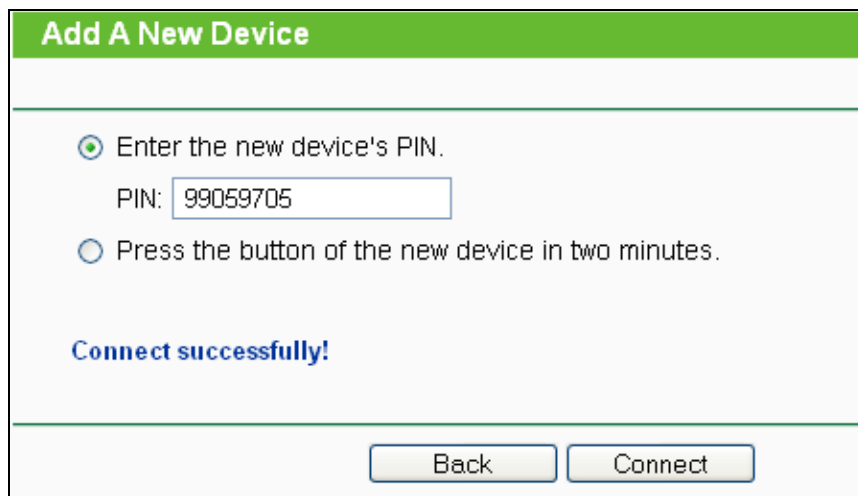 Add A New Device
Enter the new device's PIN.
PIN: 99059705
Press the button of the new device in two minutes.
Connect successfully!
Back Connect